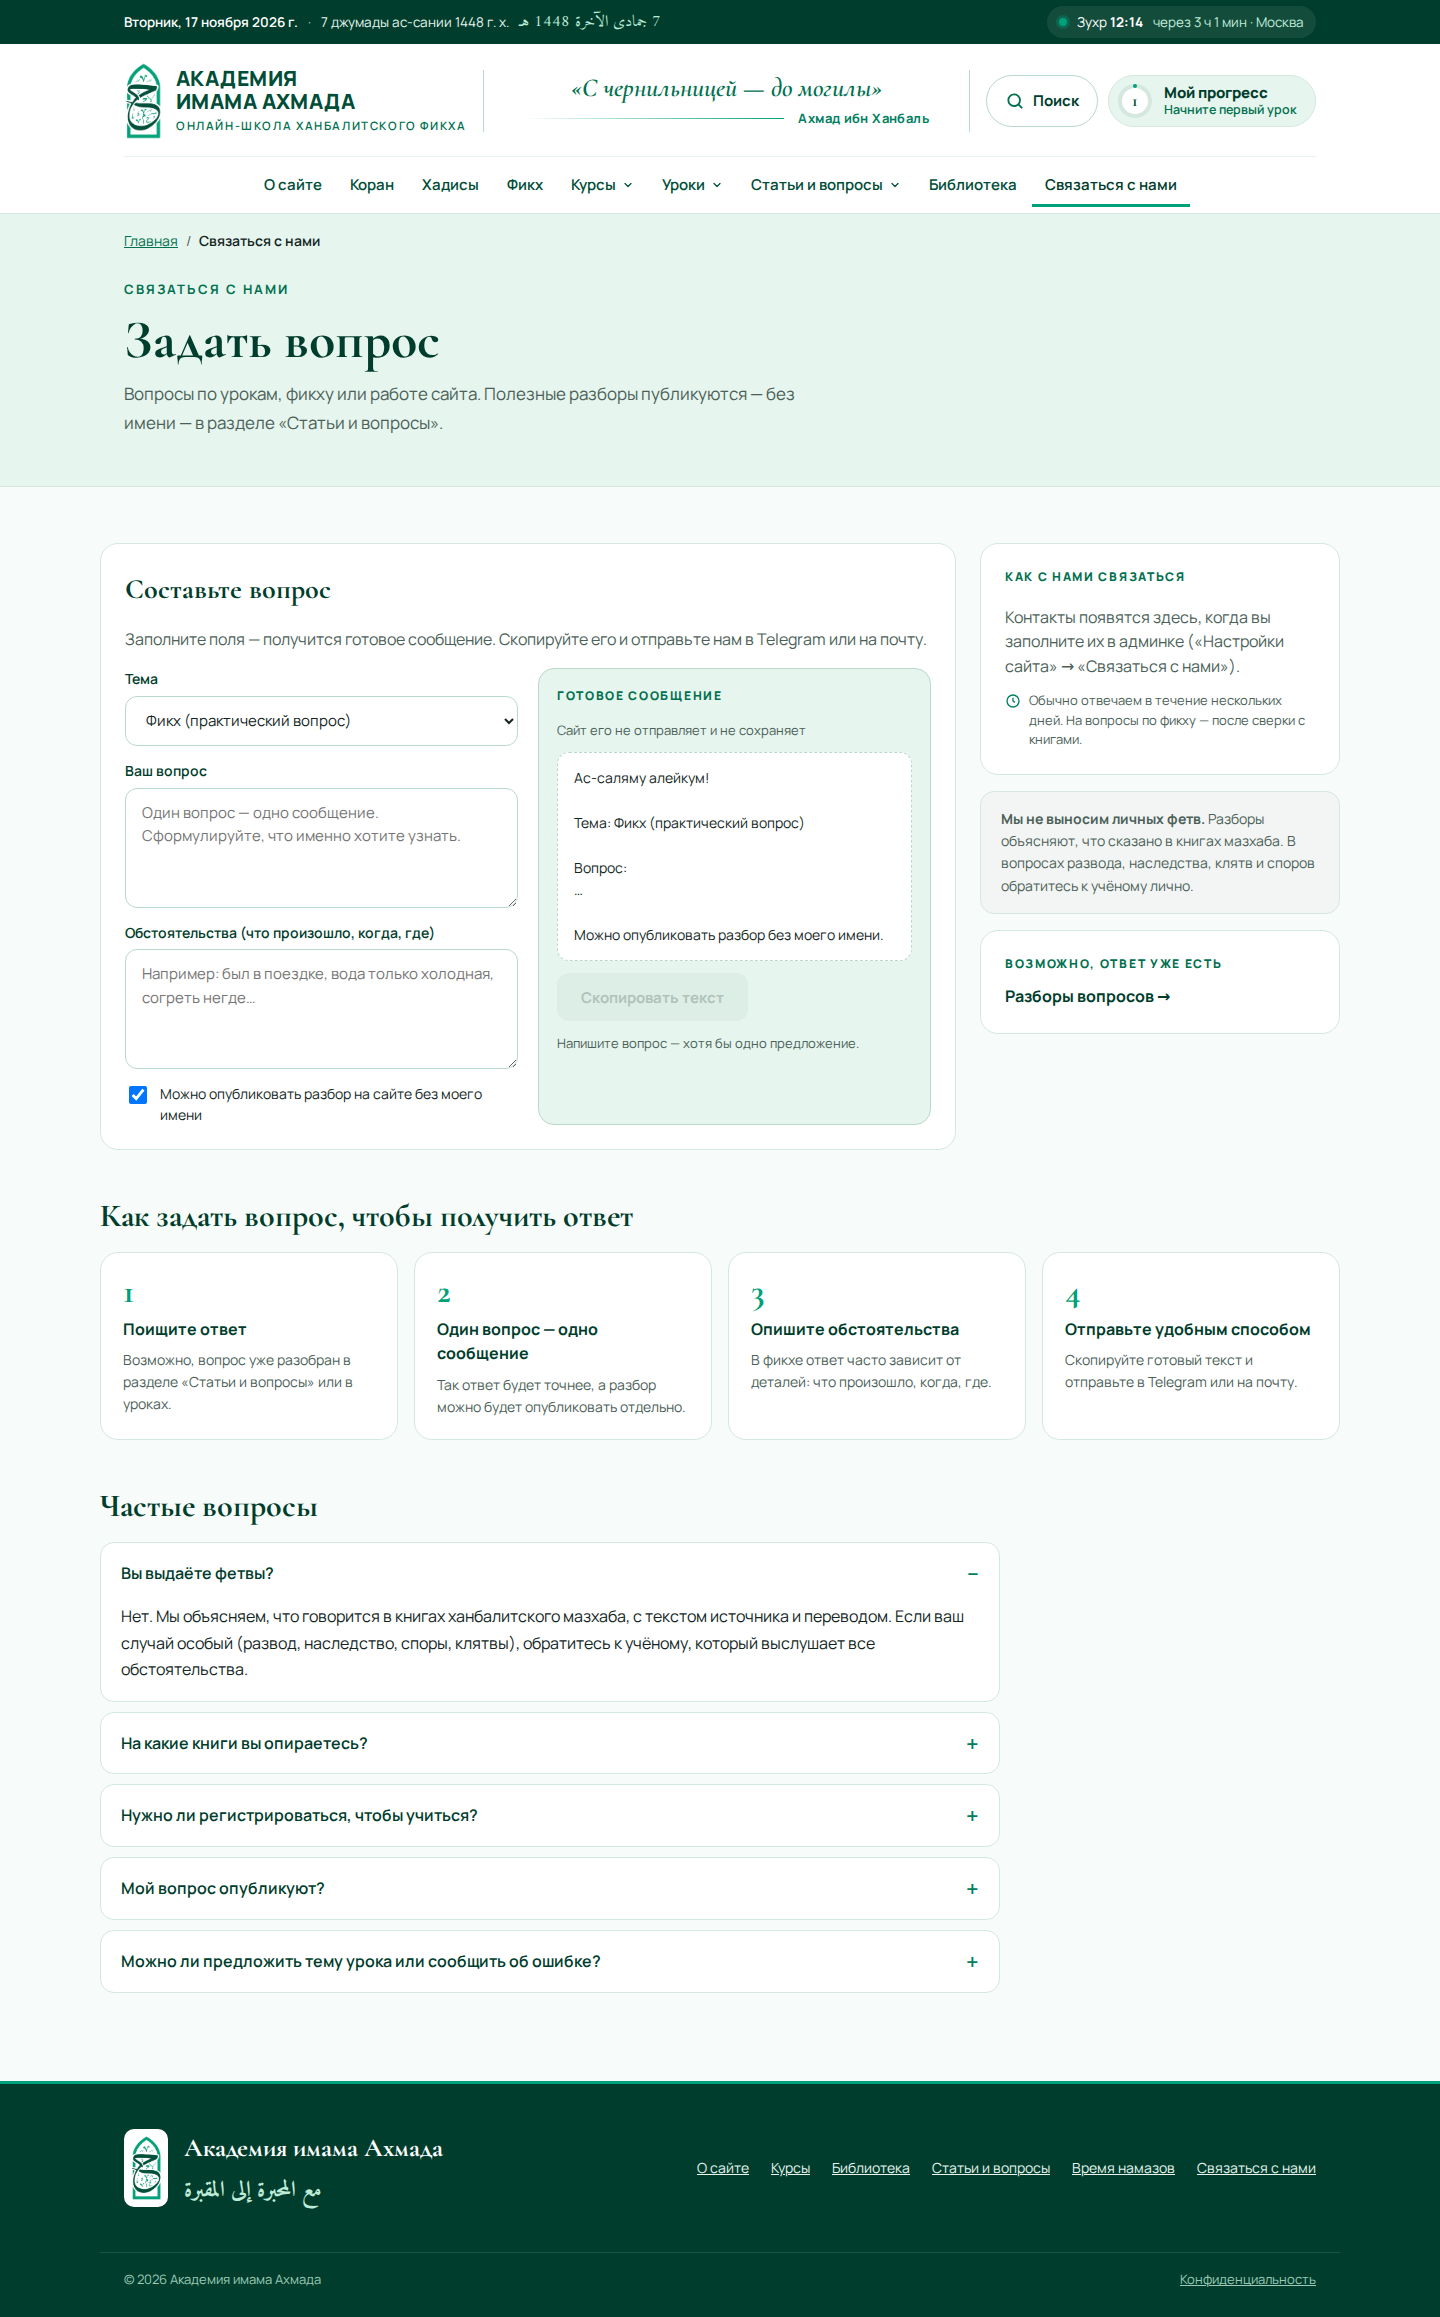 Вторник, 17 ноября 2026 г. · 7 джумады ас-сании 1448 г. х. 7 جمادى الآخرة 1448 هـ
Зухр 12:14 через 3 ч 1 мин · Москва
АКАДЕМИЯ
ИМАМА АХМАДА
ОНЛАЙН-ШКОЛА ХАНБАЛИТСКОГО ФИКХА
«С чернильницей — до могилы»
Ахмад ибн Ханбаль
Поиск
1
Мой прогресс
Начните первый урок
О сайте Коран Хадисы Фикх Курсы Уроки Статьи и вопросы Библиотека Связаться с нами
Главная / Связаться с нами
СВЯЗАТЬСЯ С НАМИ
Задать вопрос
Вопросы по урокам, фикху или работе сайта. Полезные разборы публикуются — без
имени — в разделе «Статьи и вопросы».
Составьте вопрос
Заполните поля — получится готовое сообщение. Скопируйте его и отправьте нам в Telegram или на почту.
Тема
Фикх (практический вопрос)
Ваш вопрос
Один вопрос — одно сообщение.
Сформулируйте, что именно хотите узнать.
Обстоятельства (что произошло, когда, где)
Например: был в поездке, вода только холодная,
согреть негде…
Можно опубликовать разбор на сайте без моего
имени
ГОТОВОЕ СООБЩЕНИЕ
Сайт его не отправляет и не сохраняет
Ас-саляму алейкум!
Тема: Фикх (практический вопрос)
Вопрос:
…
Можно опубликовать разбор без моего имени.
Скопировать текст
Напишите вопрос — хотя бы одно предложение.
КАК С НАМИ СВЯЗАТЬСЯ
Контакты появятся здесь, когда вы
заполните их в админке («Настройки
сайта» → «Связаться с нами»).
Обычно отвечаем в течение нескольких
дней. На вопросы по фикху — после сверки с
книгами.
Мы не выносим личных фетв. Разборы
объясняют, что сказано в книгах мазхаба. В
вопросах развода, наследства, клятв и споров
обратитесь к учёному лично.
ВОЗМОЖНО, ОТВЕТ УЖЕ ЕСТЬ
Разборы вопросов →
Как задать вопрос, чтобы получить ответ
1
Поищите ответ
Возможно, вопрос уже разобран в
разделе «Статьи и вопросы» или в
уроках.
2
Один вопрос — одно
сообщение
Так ответ будет точнее, а разбор
можно будет опубликовать отдельно.
3
Опишите обстоятельства
В фикхе ответ часто зависит от
деталей: что произошло, когда, где.
4
Отправьте удобным способом
Скопируйте готовый текст и
отправьте в Telegram или на почту.
Частые вопросы
Вы выдаёте фетвы? −
Нет. Мы объясняем, что говорится в книгах ханбалитского мазхаба, с текстом источника и переводом. Если ваш
случай особый (развод, наследство, споры, клятвы), обратитесь к учёному, который выслушает все
обстоятельства.
На какие книги вы опираетесь? +
Нужно ли регистрироваться, чтобы учиться? +
Мой вопрос опубликуют? +
Можно ли предложить тему урока или сообщить об ошибке? +
Академия имама Ахмада
مع المحبرة إلى المقبرة
О сайте Курсы Библиотека Статьи и вопросы Время намазов Связаться с нами
© 2026 Академия имама Ахмада
Конфиденциальность